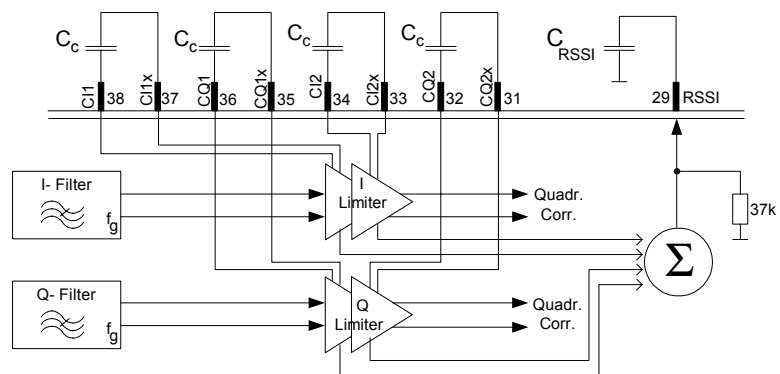 Cc Cc Cc Cc CRSSI
CI1 38 CI1x 37 CQ1 36 CQ1x 35 CI2 34 CI2x 33 CQ2 32 CQ2x 31 29 RSSI
I- Filter
fg
I
Limiter
Quadr.
Corr.
37k
Σ
Q- Filter
fg
Q
Limiter
Quadr.
Corr.